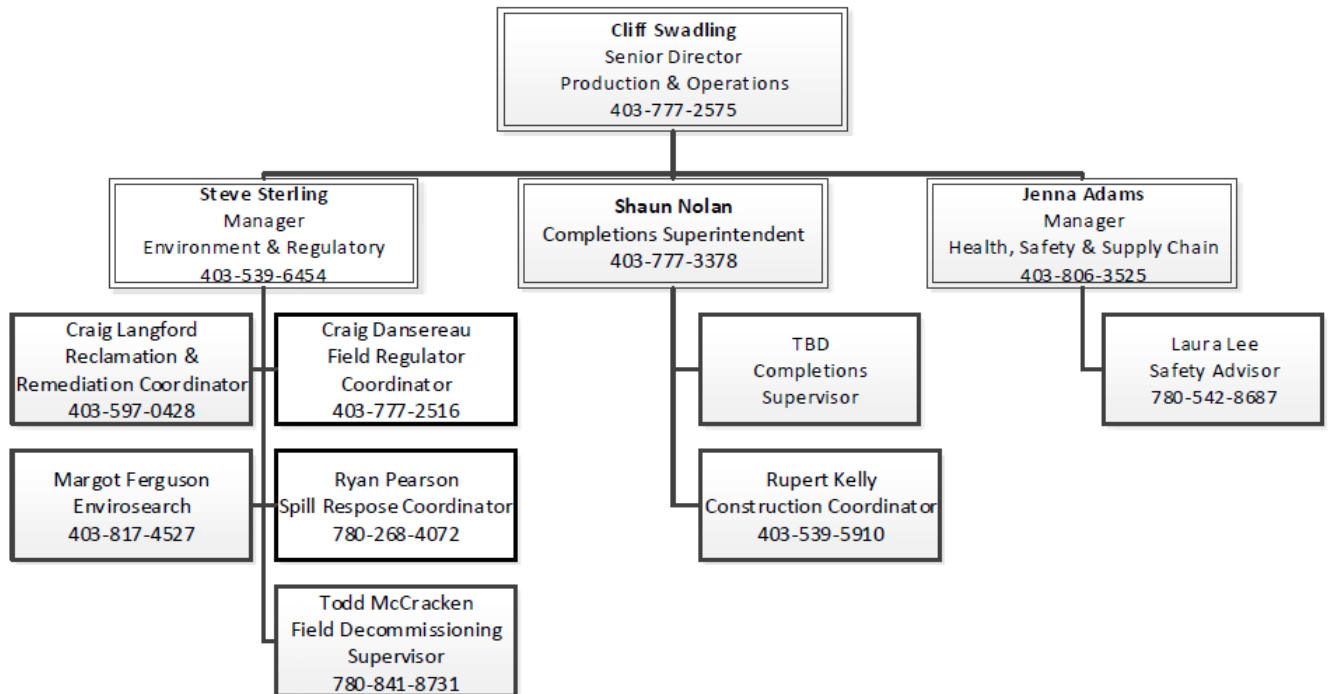 Cliff Swadling
Senior Director
Production & Operations
403-777-2575
Steve Sterling
Manager
Environment & Regulatory
403-539-6454
Shaun Nolan
Completions Superintendent
403-777-3378
Jenna Adams
Manager
Health, Safety & Supply Chain
403-806-3525
Craig Langford
Reclamation &
Remediation Coordinator
403-597-0428
Craig Dansereau
Field Regulator
Coordinator
403-777-2516
TBD
Completions
Supervisor
Laura Lee
Safety Advisor
780-542-8687
Margot Ferguson
Envirosearch
403-817-4527
Ryan Pearson
Spill Respose Coordinator
780-268-4072
Rupert Kelly
Construction Coordinator
403-539-5910
Todd McCracken
Field Decommissioning
Supervisor
780-841-8731